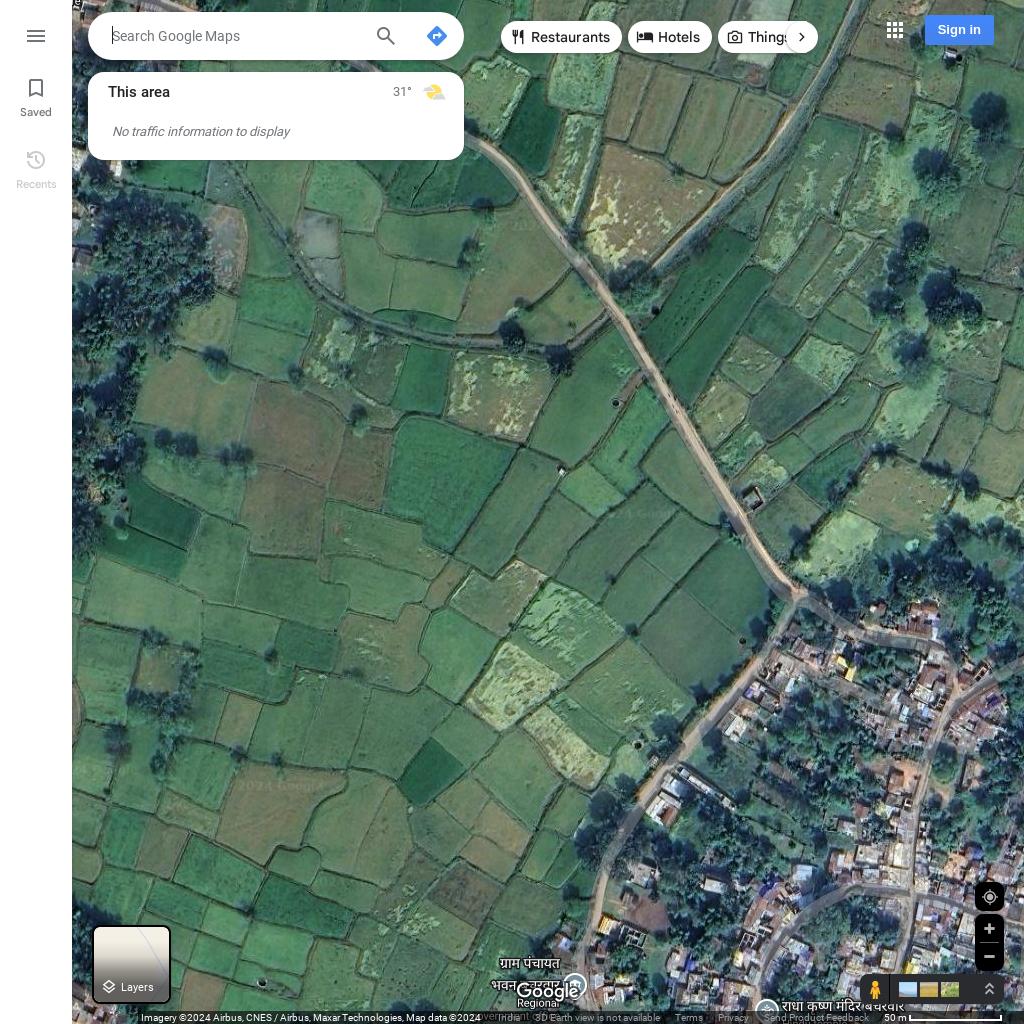 Search Google Maps
Restaurants
Hotels
Things
Sign in
This area
31°
No traffic information to display
Saved
Recents
ग्राम पंचायत
Google
Regional
राधा कृष्ण मंदिर बचरवार
Layers
Imagery ©2024 Airbus, CNES / Airbus, Maxar Technologies, Map data ©2024
India
3D Earth view is not available
Terms
Privacy
Send Product Feedback
50 m